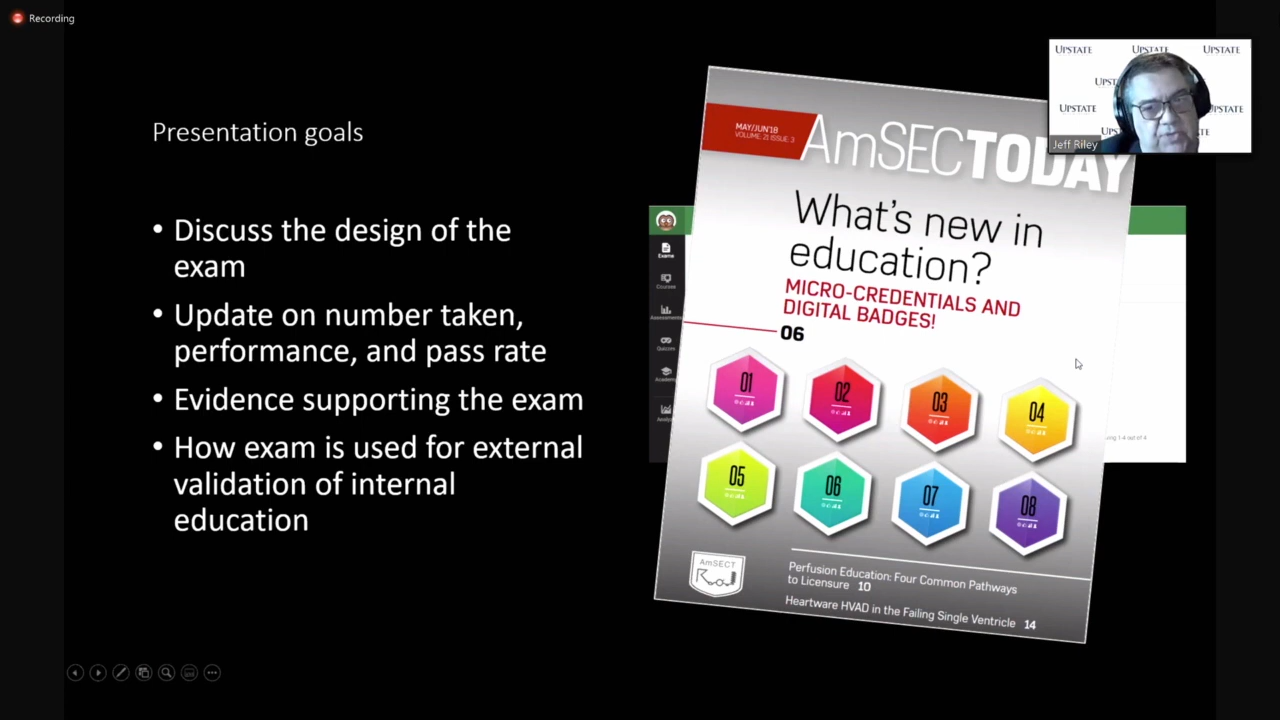 Recording
UPSTATE UPSTATE UPSTATE
UPSTATE UPSTATE
Jeff Riley
Presentation goals
• Discuss the design of the
exam
• Update on number taken,
performance, and pass rate
• Evidence supporting the exam
• How exam is used for external
validation of internal
education
MAY/JUN'18
VOLUME: 21 ISSUE: 3
AmSECTODAY
What's new in
education?
MICRO-CREDENTIALS AND
DIGITAL BADGES!
06
01 02 03 04
05 06 07 08
AmSECT
Perfusion Education: Four Common Pathways
to Licensure 10
Heartware HVAD in the Failing Single Ventricle 14
Exams
Courses
Assessments
Quizzes